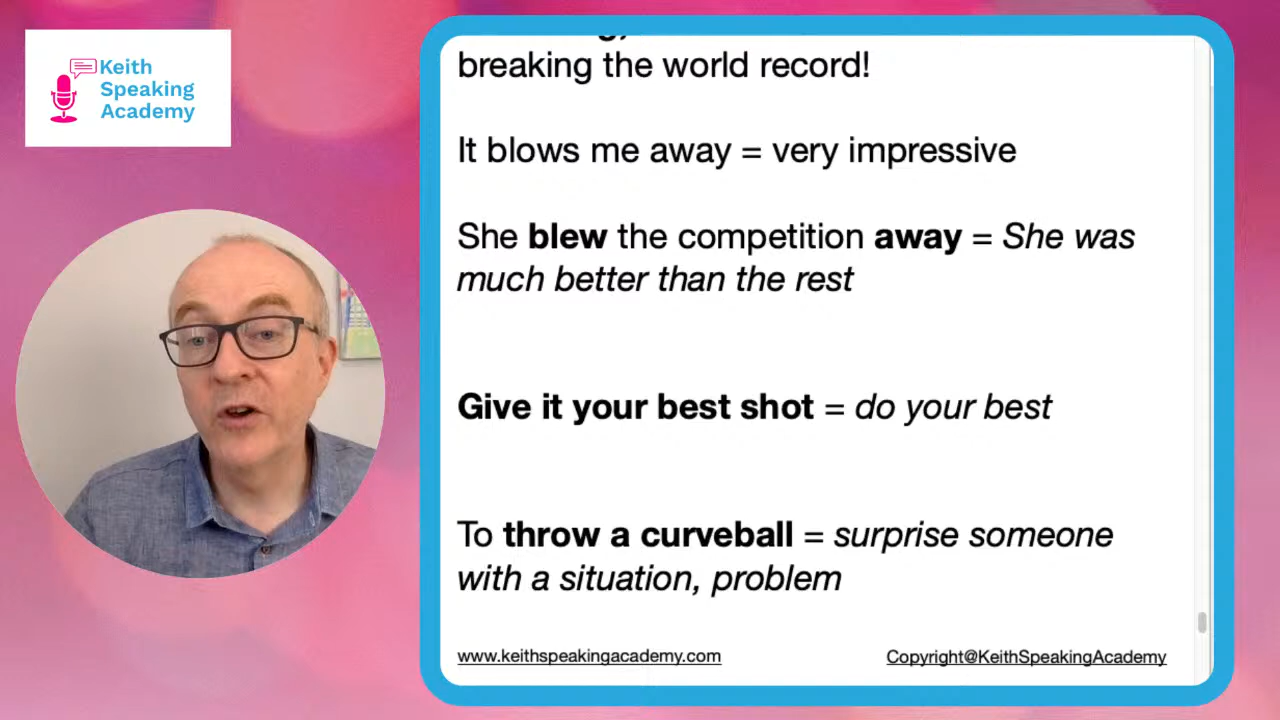 Keith
Speaking
Academy
breaking the world record!
It blows me away = very impressive
She blew the competition away = She was
much better than the rest
Give it your best shot = do your best
To throw a curveball = surprise someone
with a situation, problem
www.keithspeakingacademy.com
Copyright@KeithSpeakingAcademy